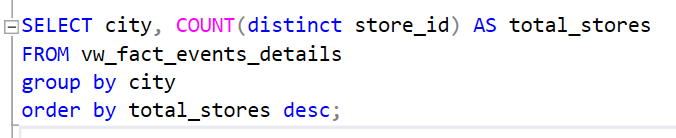 SELECT city, COUNT(distinct store_id) AS total_stores
FROM vw_fact_events_details
group by city
order by total_stores desc;